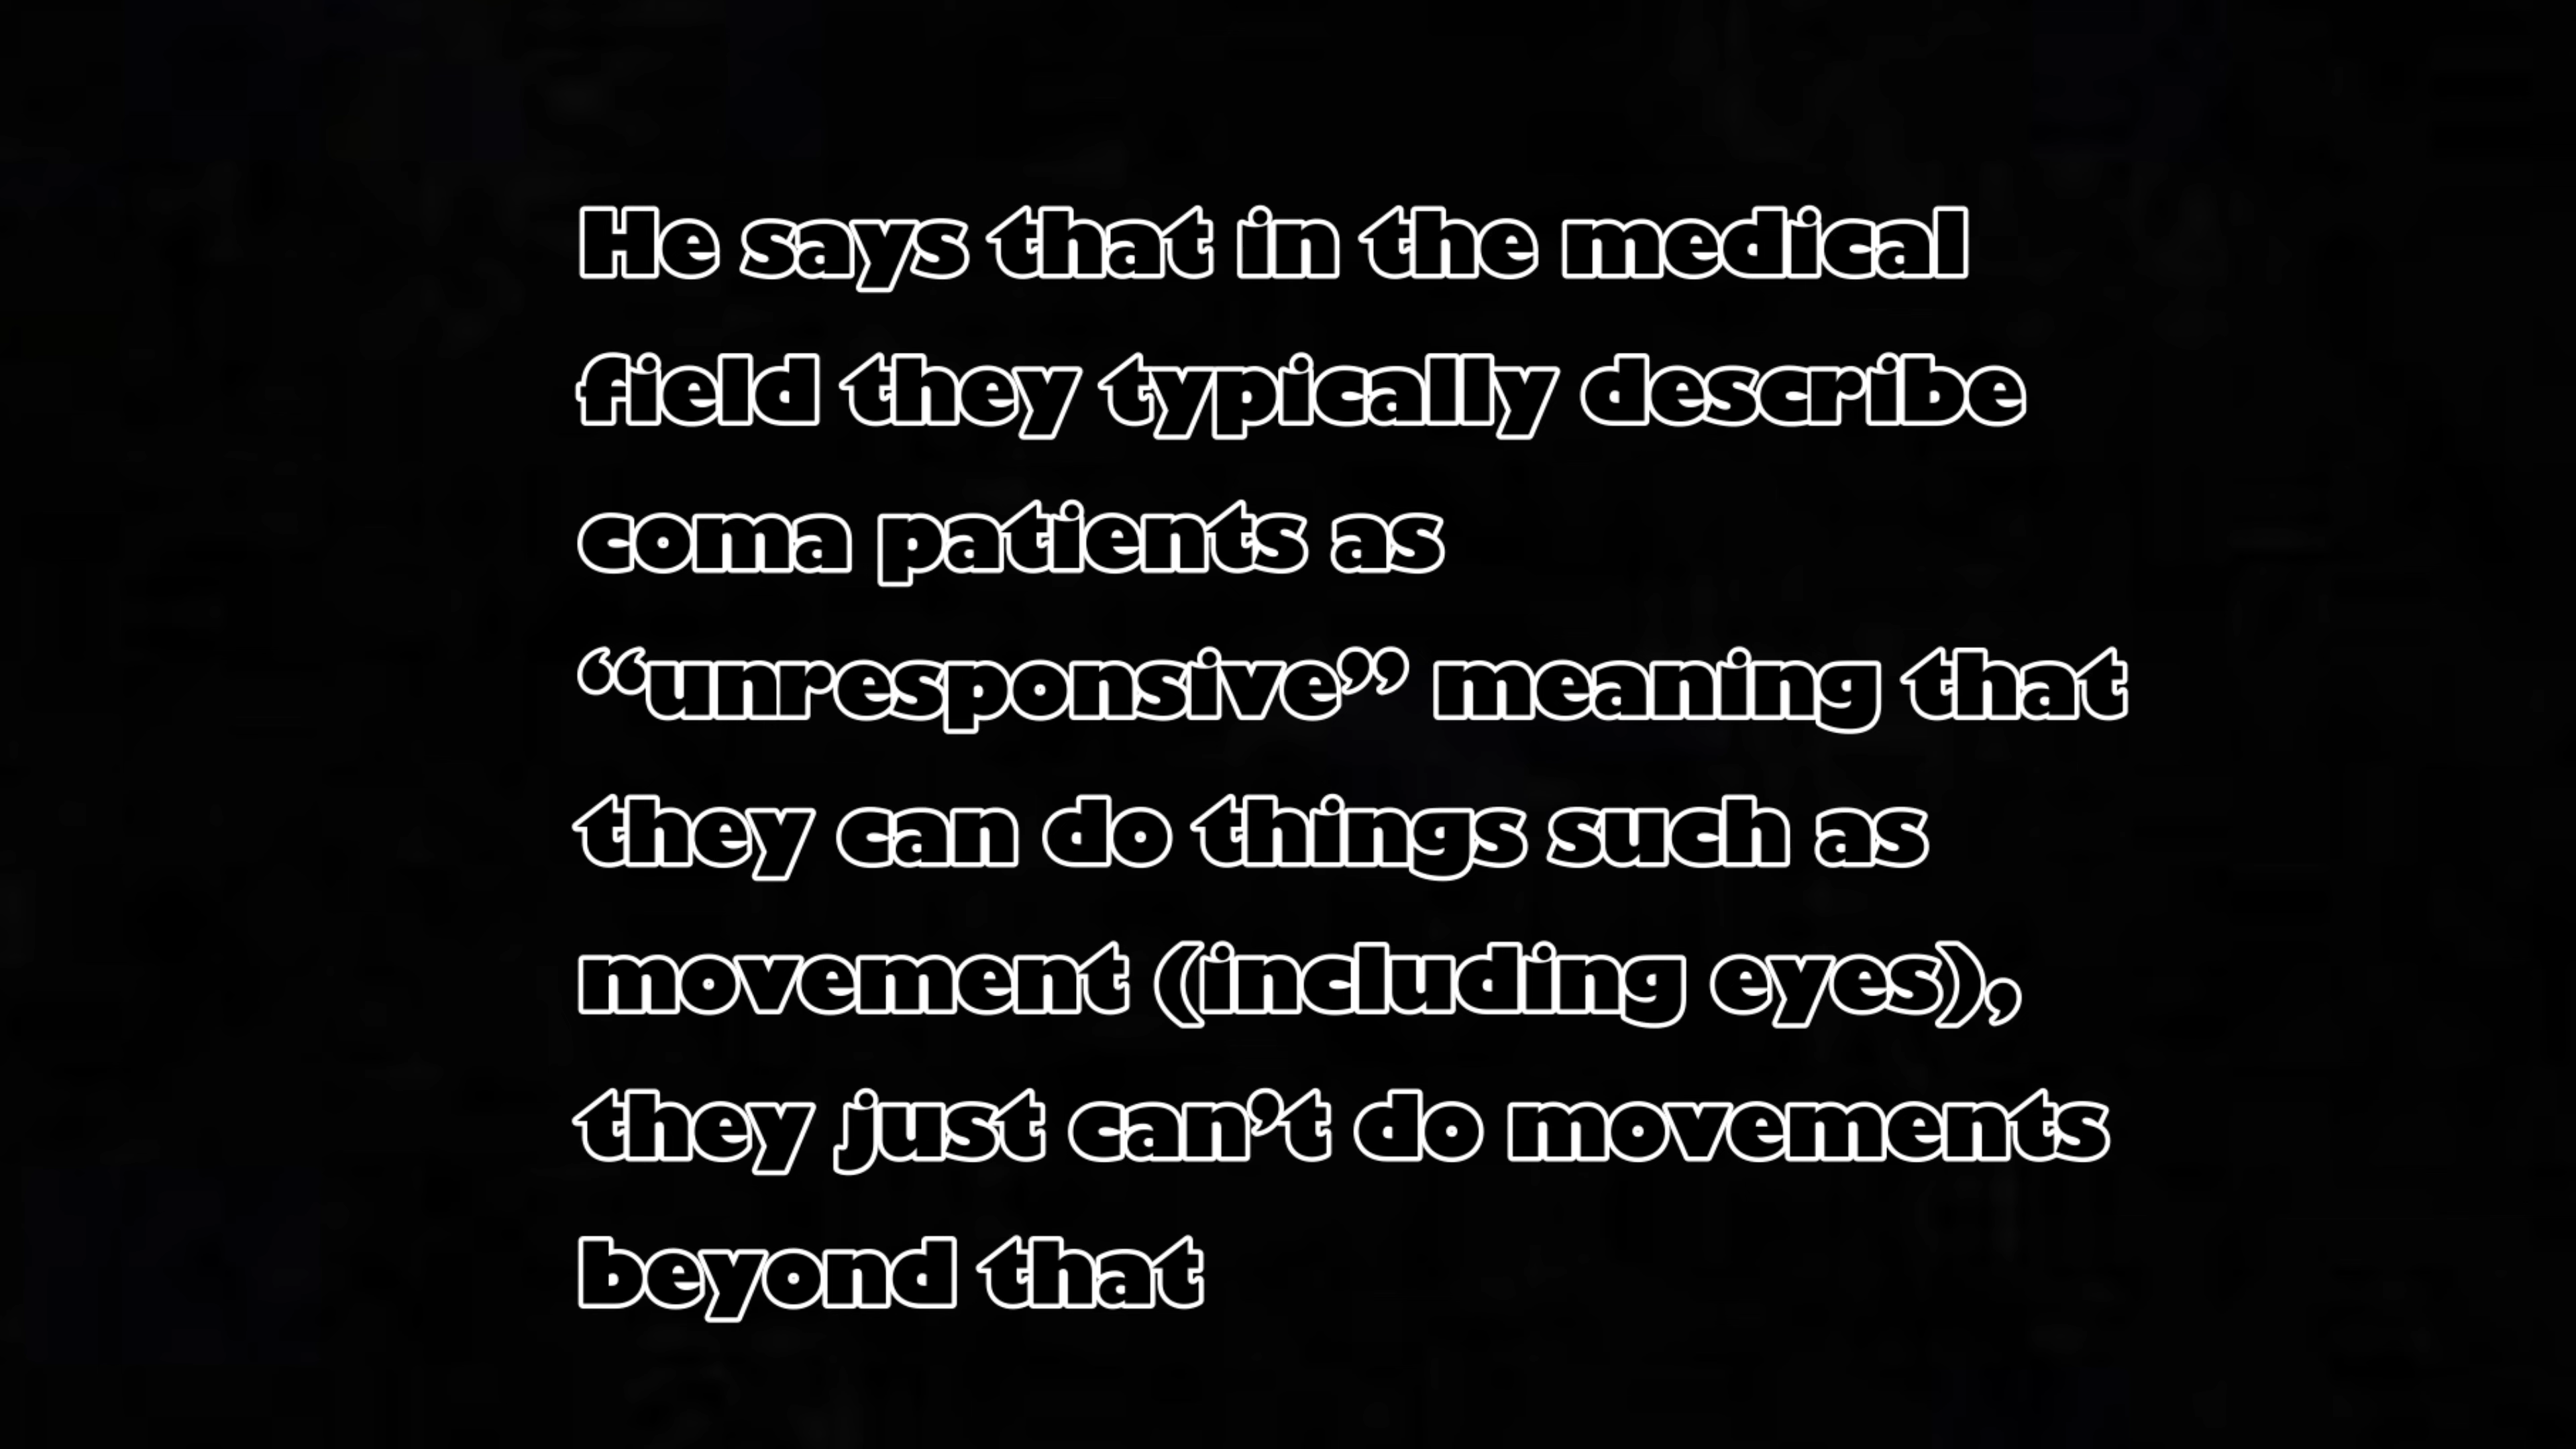 He says that in the medical
field they typically describe
coma patients as
“unresponsive” meaning that
they can do things such as
movement (including eyes),
they just can’t do movements
beyond that